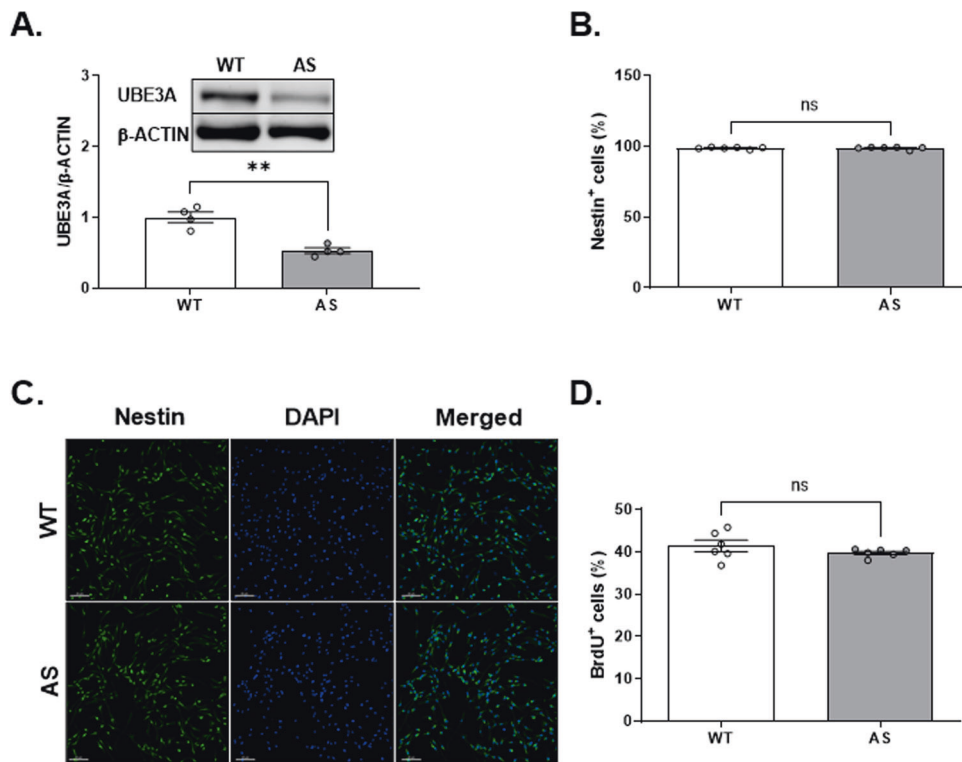 A.
WT AS
UBE3A
β-ACTIN
**
UBE3A/β-ACTIN
3
2
1
0
WT AS
B.
ns
Nestin+ cells (%)
150
100
50
0
WT AS
C.
Nestin DAPI Merged
WT
AS
D.
ns
BrdU+ cells (%)
50
40
30
20
10
0
WT AS